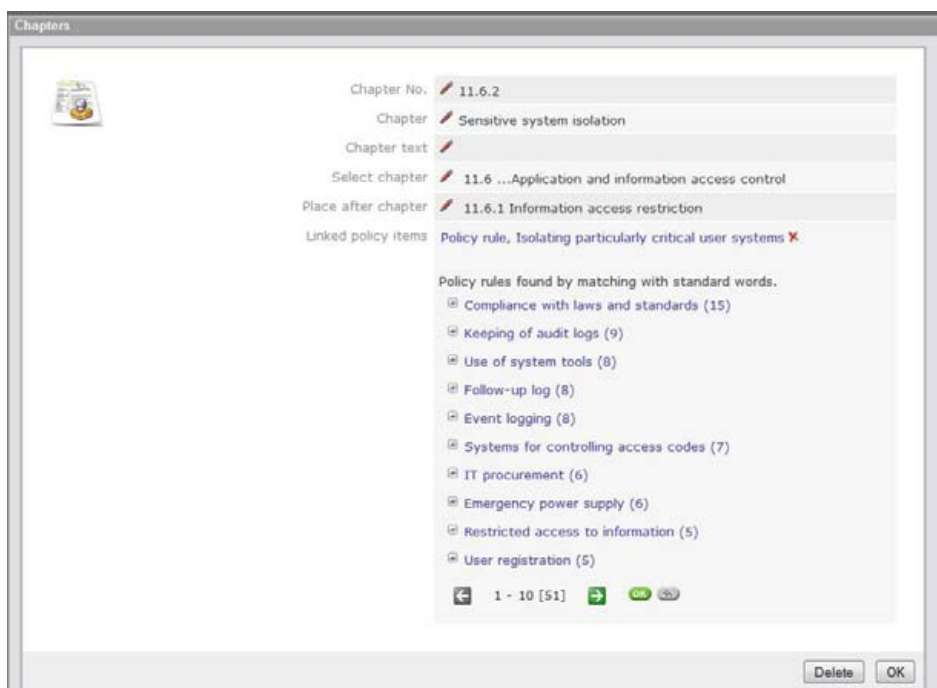 Chapters
Chapter No. 11.6.2
Chapter Sensitive system isolation
Chapter text
Select chapter 11.6 ...Application and information access control
Place after chapter 11.6.1 Information access restriction
Linked policy items Policy rule, Isolating particularly critical user systems
Policy rules found by matching with standard words.
Compliance with laws and standards (15)
Keeping of audit logs (9)
Use of system tools (8)
Follow-up log (8)
Event logging (8)
Systems for controlling access codes (7)
IT procurement (6)
Emergency power supply (6)
Restricted access to information (5)
User registration (5)
1 - 10 [51] OK
Delete OK